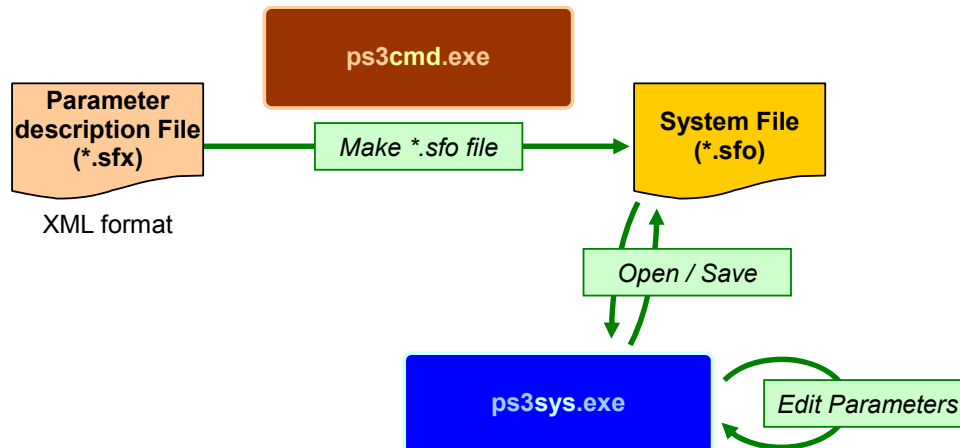 ps3cmd.exe
Parameter
description File
(*.sfx)
Make *.sfo file
System File
(*.sfo)
XML format
Open / Save
ps3sys.exe
Edit Parameters